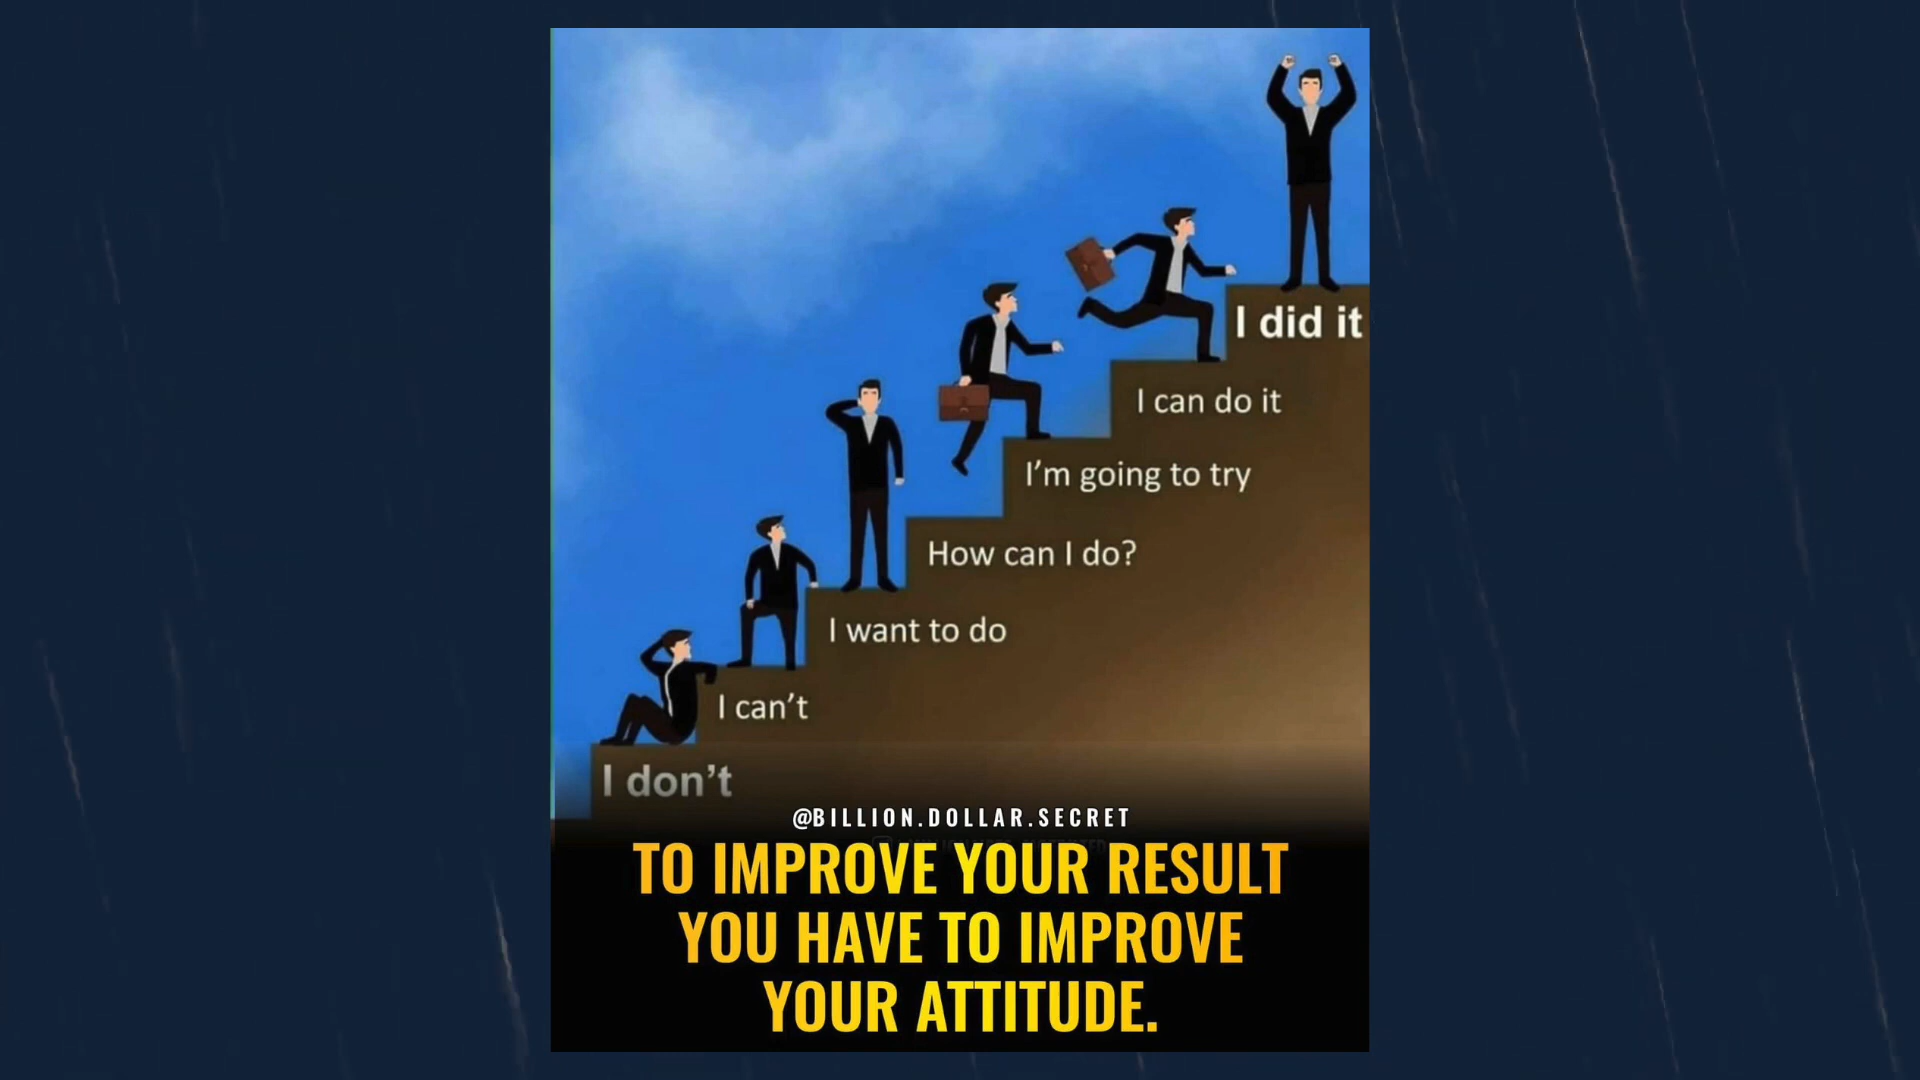 I did it
I can do it
I'm going to try
How can I do?
I want to do
I can't
I don't
@BILLION.DOLLAR.SECRET
TO IMPROVE YOUR RESULT
YOU HAVE TO IMPROVE
YOUR ATTITUDE.